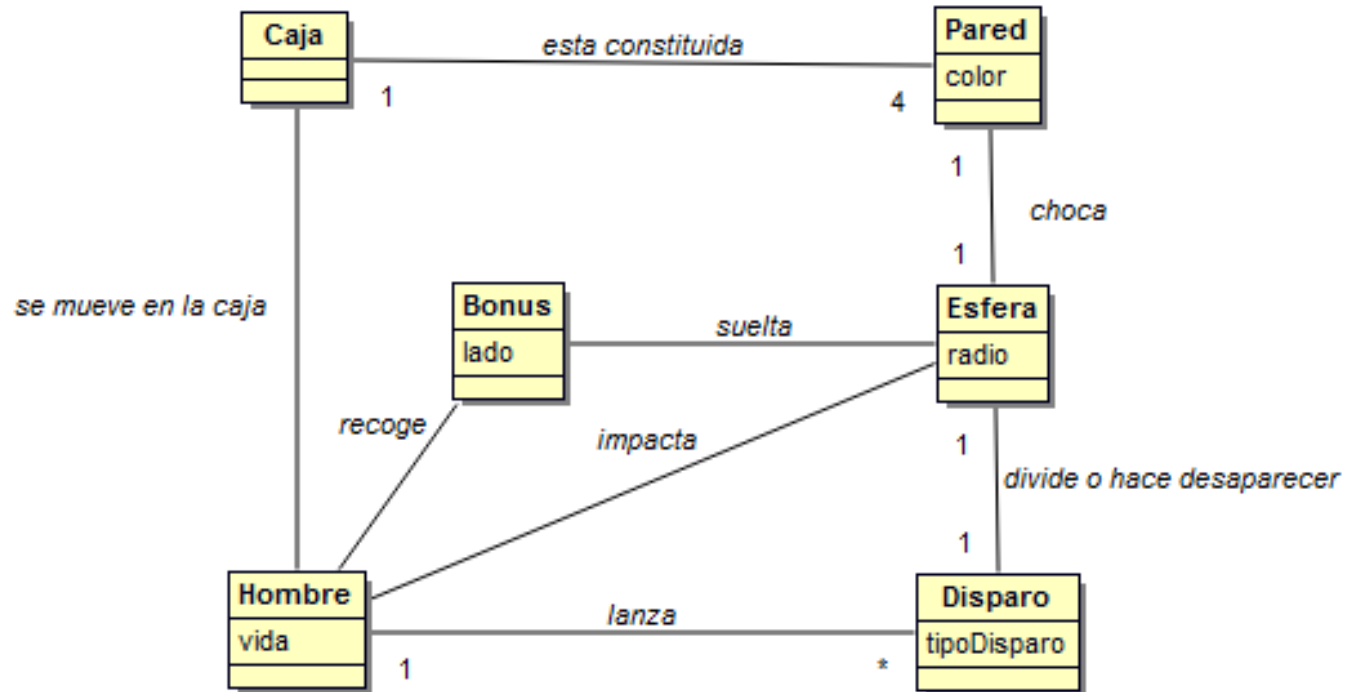 Caja
esta constituida
Pared
color
1
4
1
choca
1
se mueve en la caja
Bonus
lado
suelta
Esfera
radio
recoge
impacta
1
divide o hace desaparecer
1
Hombre
vida
lanza
Disparo
tipoDisparo
1
*